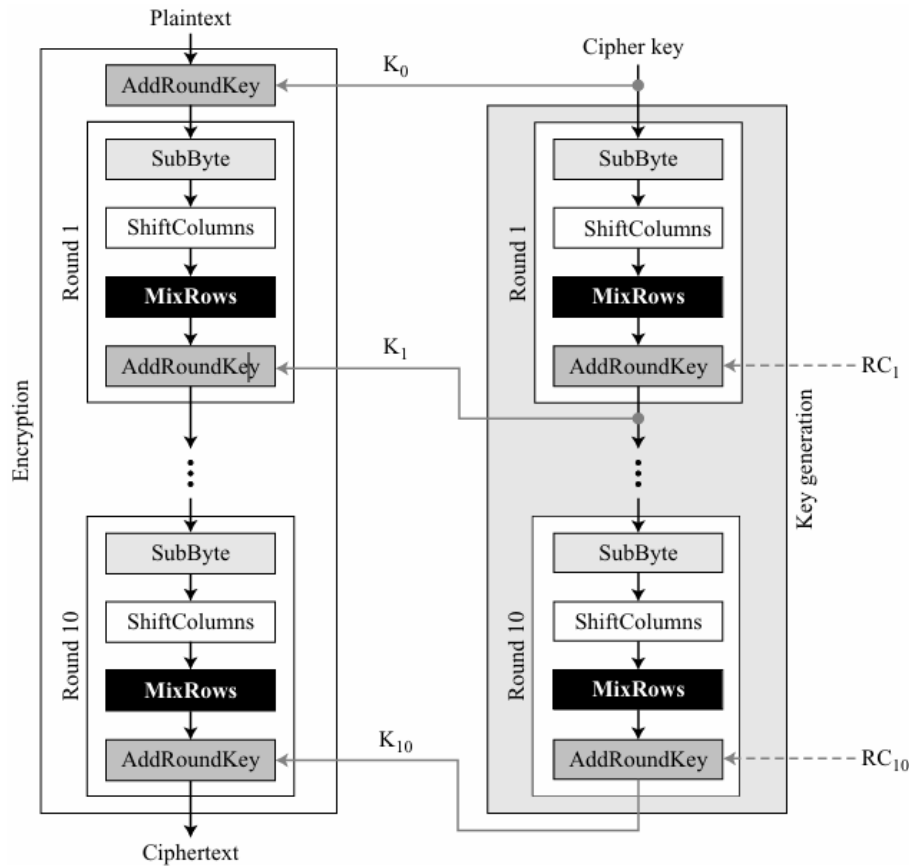 Plaintext
Cipher key
K0
AddRoundKey
SubByte
SubByte
ShiftColumns
ShiftColumns
Round 1
Round 1
MixRows
MixRows
K1
AddRoundKey
AddRoundKey
RC1
Encryption
Key generation
SubByte
SubByte
ShiftColumns
ShiftColumns
Round 10
Round 10
MixRows
MixRows
K10
AddRoundKey
AddRoundKey
RC10
Ciphertext